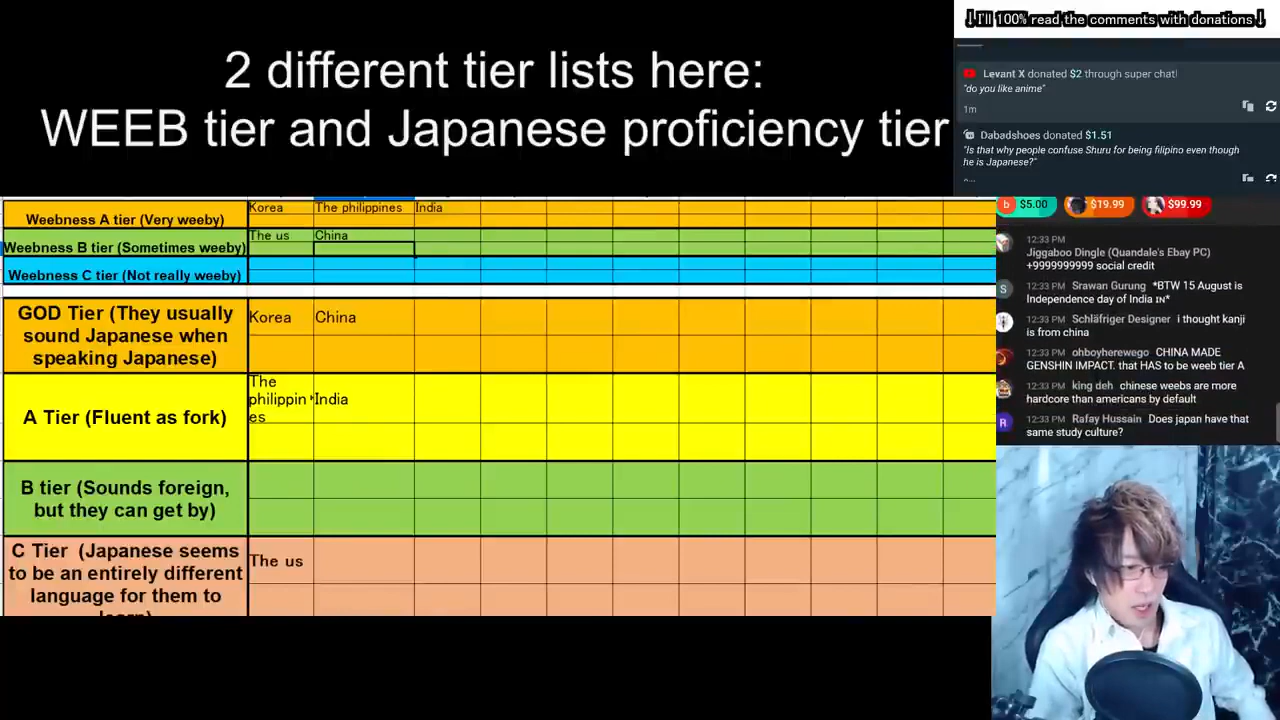 2 different tier lists here:
WEEB tier and Japanese proficiency tier
↓I'll 100% read the comments with donations↓
Levant X donated $2 through super chat!
"do you like anime"
1m
Dabadshoes donated $1.51
"Is that why people confuse Shuru for being filipino even though
he is Japanese?"
b $5.00 $19.99 $99.99
12:33 PM
Jiggaboo Dingle (Quandale's Ebay PC)
+9999999999 social credit
S 12:33 PM Srawan Gurung *BTW 15 August is
Independence day of India IN*
12:33 PM Schläfriger Designer i thought kanji
is from china
12:33 PM ohboyherewego CHINA MADE
GENSHIN IMPACT. that HAS to be weeb tier A
12:33 PM king deh chinese weebs are more
hardcore than americans by default
R 12:33 PM Rafay Hussain Does japan have that
same study culture?
Weebness A tier (Very weeby) Korea The philippines India
Weebness B tier (Sometimes weeby) The us China
Weebness C tier (Not really weeby)
GOD Tier (They usually
sound Japanese when
speaking Japanese)
Korea China
A Tier (Fluent as fork)
The
philippin
es
India
B tier (Sounds foreign,
but they can get by)
C Tier (Japanese seems
to be an entirely different
language for them to
learn)
The us